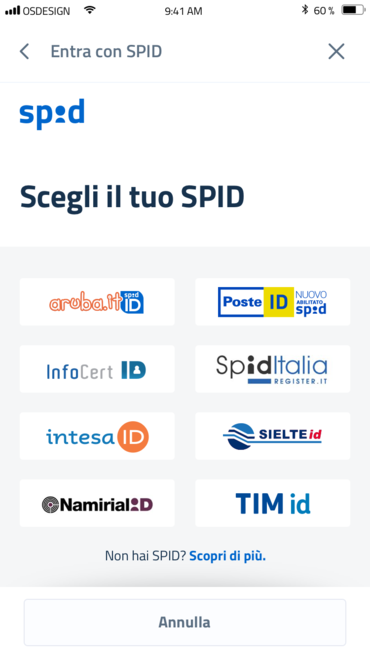 OSDESIGN 9:41 AM 60 %
Entra con SPID
spid
Scegli il tuo SPID
aruba.it spid ID
Poste ID NUOVO ABILITATO spid
InfoCert ID
SpidItalia
REGISTER.IT
intesa ID
SIELTE id
Namirial ID
TIM id
Non hai SPID? Scopri di più.
Annulla